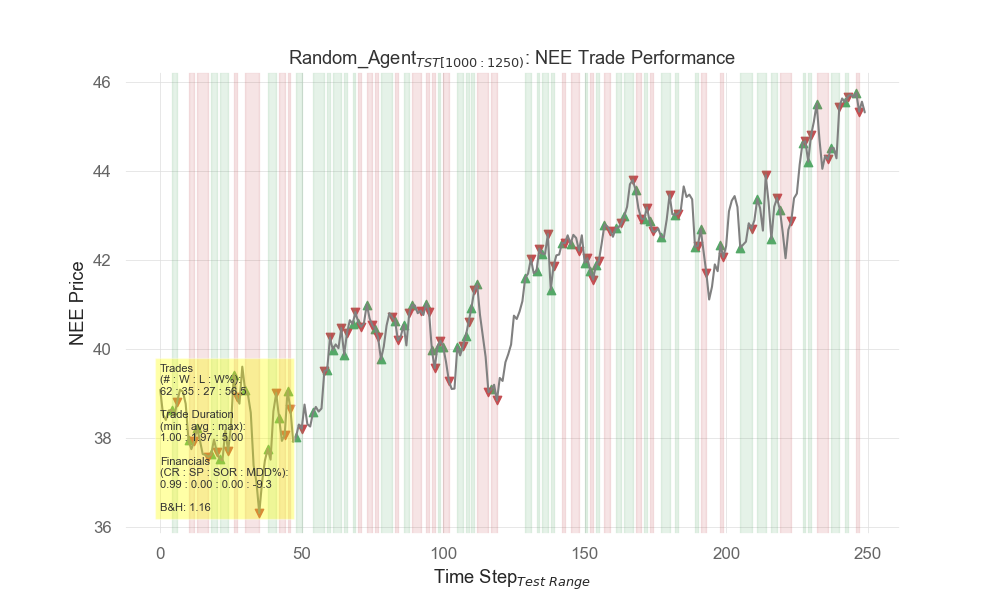 Random_Agent TST[1000 : 1250) : NEE Trade Performance
NEE Price
46
44
42
40
38
36
Trades
(# : W : L : W%):
62 : 35 : 27 : 56.5
Trade Duration
(min : avg : max):
1.00 : 1.97 : 5.00
Financials
(CR : SP : SOR : MDD%):
0.99 : 0.00 : 0.00 : -9.3
B&H: 1.16
0 50 100 150 200 250
Time Step Test Range